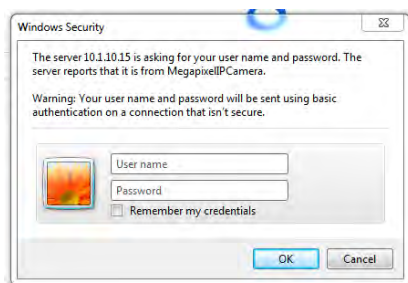 Windows Security
The server 10.1.10.15 is asking for your user name and password. The
server reports that it is from MegapixelIPCamera.
Warning: Your user name and password will be sent using basic
authentication on a connection that isn't secure.
User name
Password
Remember my credentials
OK
Cancel